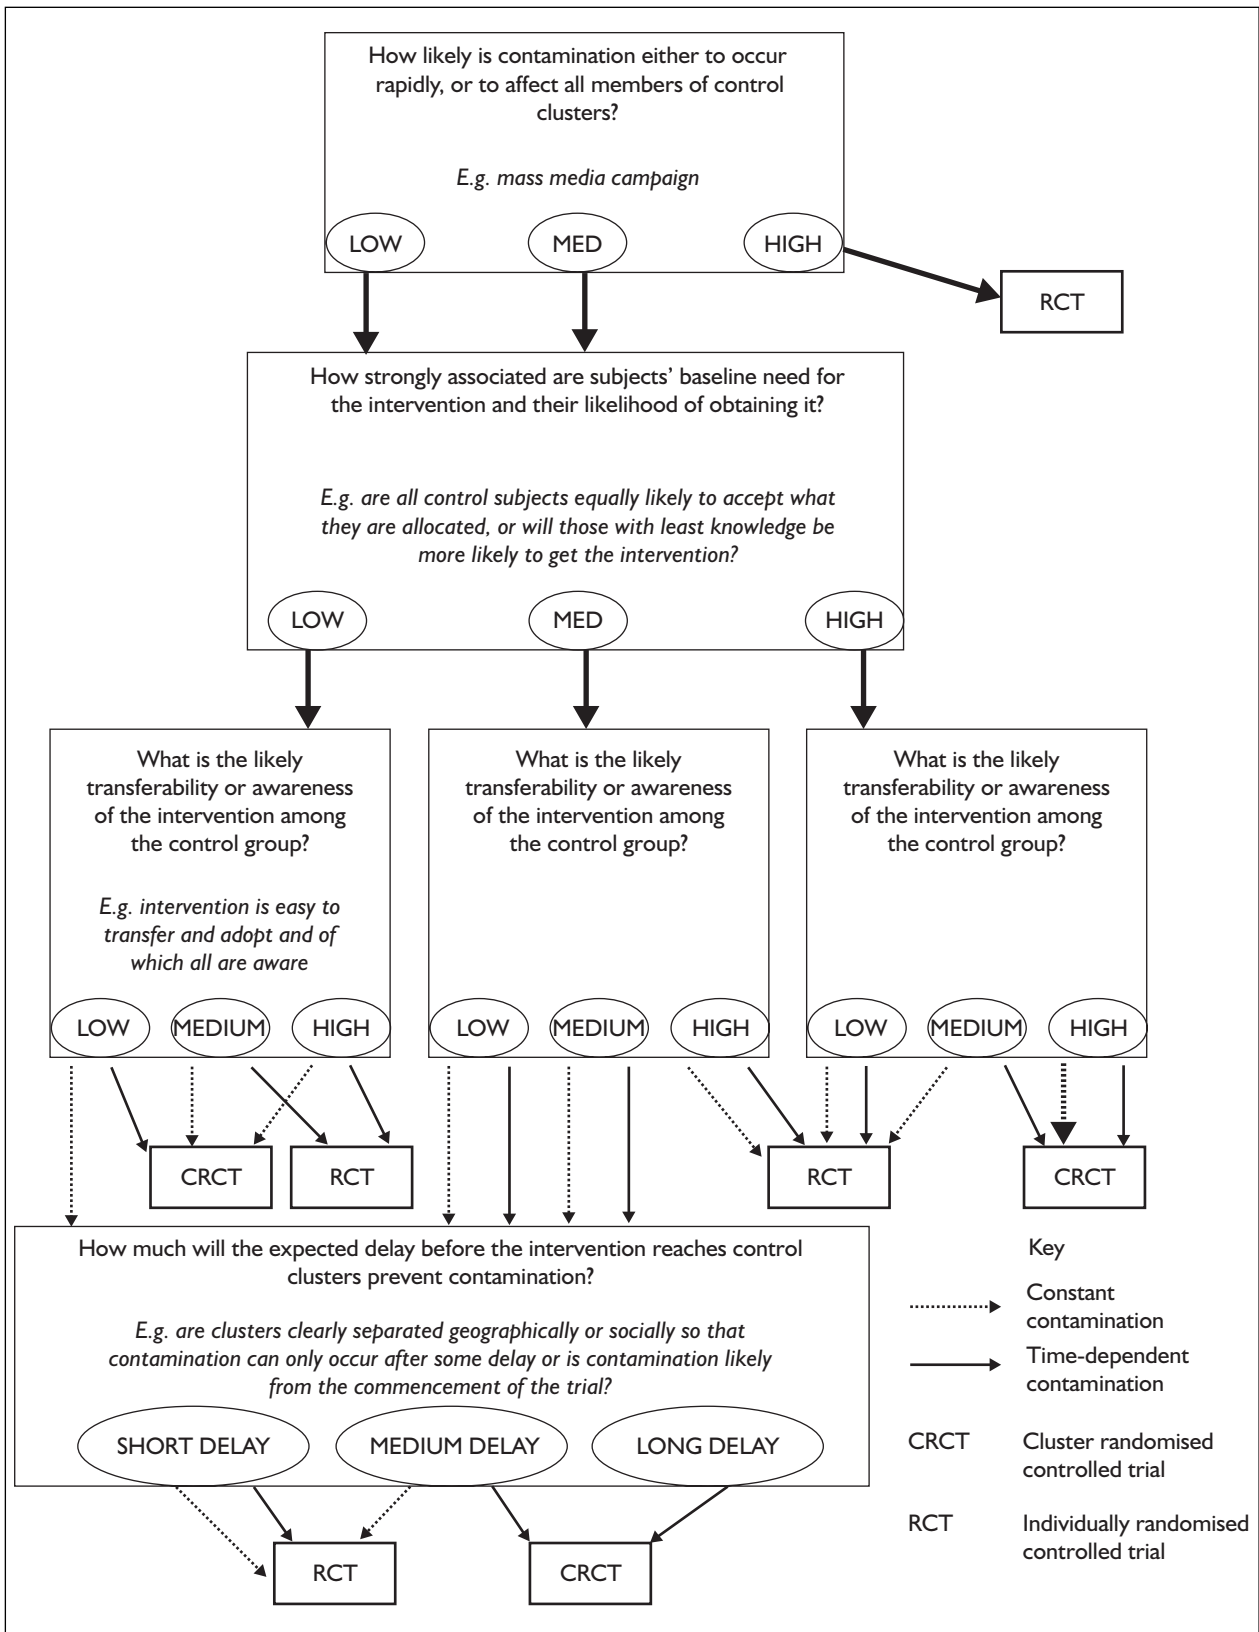 How likely is contamination either to occur
rapidly, or to affect all members of control
clusters?
E.g. mass media campaign
LOW
MED
HIGH
RCT
How strongly associated are subjects’ baseline need for
the intervention and their likelihood of obtaining it?
E.g. are all control subjects equally likely to accept what
they are allocated, or will those with least knowledge be
more likely to get the intervention?
LOW
MED
HIGH
What is the likely
transferability or awareness
of the intervention among
the control group?
E.g. intervention is easy to
transfer and adopt and of
which all are aware
LOW
MEDIUM
HIGH
What is the likely
transferability or awareness
of the intervention among
the control group?
LOW
MEDIUM
HIGH
What is the likely
transferability or awareness
of the intervention among
the control group?
LOW
MEDIUM
HIGH
CRCT
RCT
RCT
CRCT
How much will the expected delay before the intervention reaches control
clusters prevent contamination?
E.g. are clusters clearly separated geographically or socially so that
contamination can only occur after some delay or is contamination likely
from the commencement of the trial?
SHORT DELAY
MEDIUM DELAY
LONG DELAY
RCT
CRCT
Key
Constant
contamination
Time-dependent
contamination
CRCT Cluster randomised
controlled trial
RCT Individually randomised
controlled trial